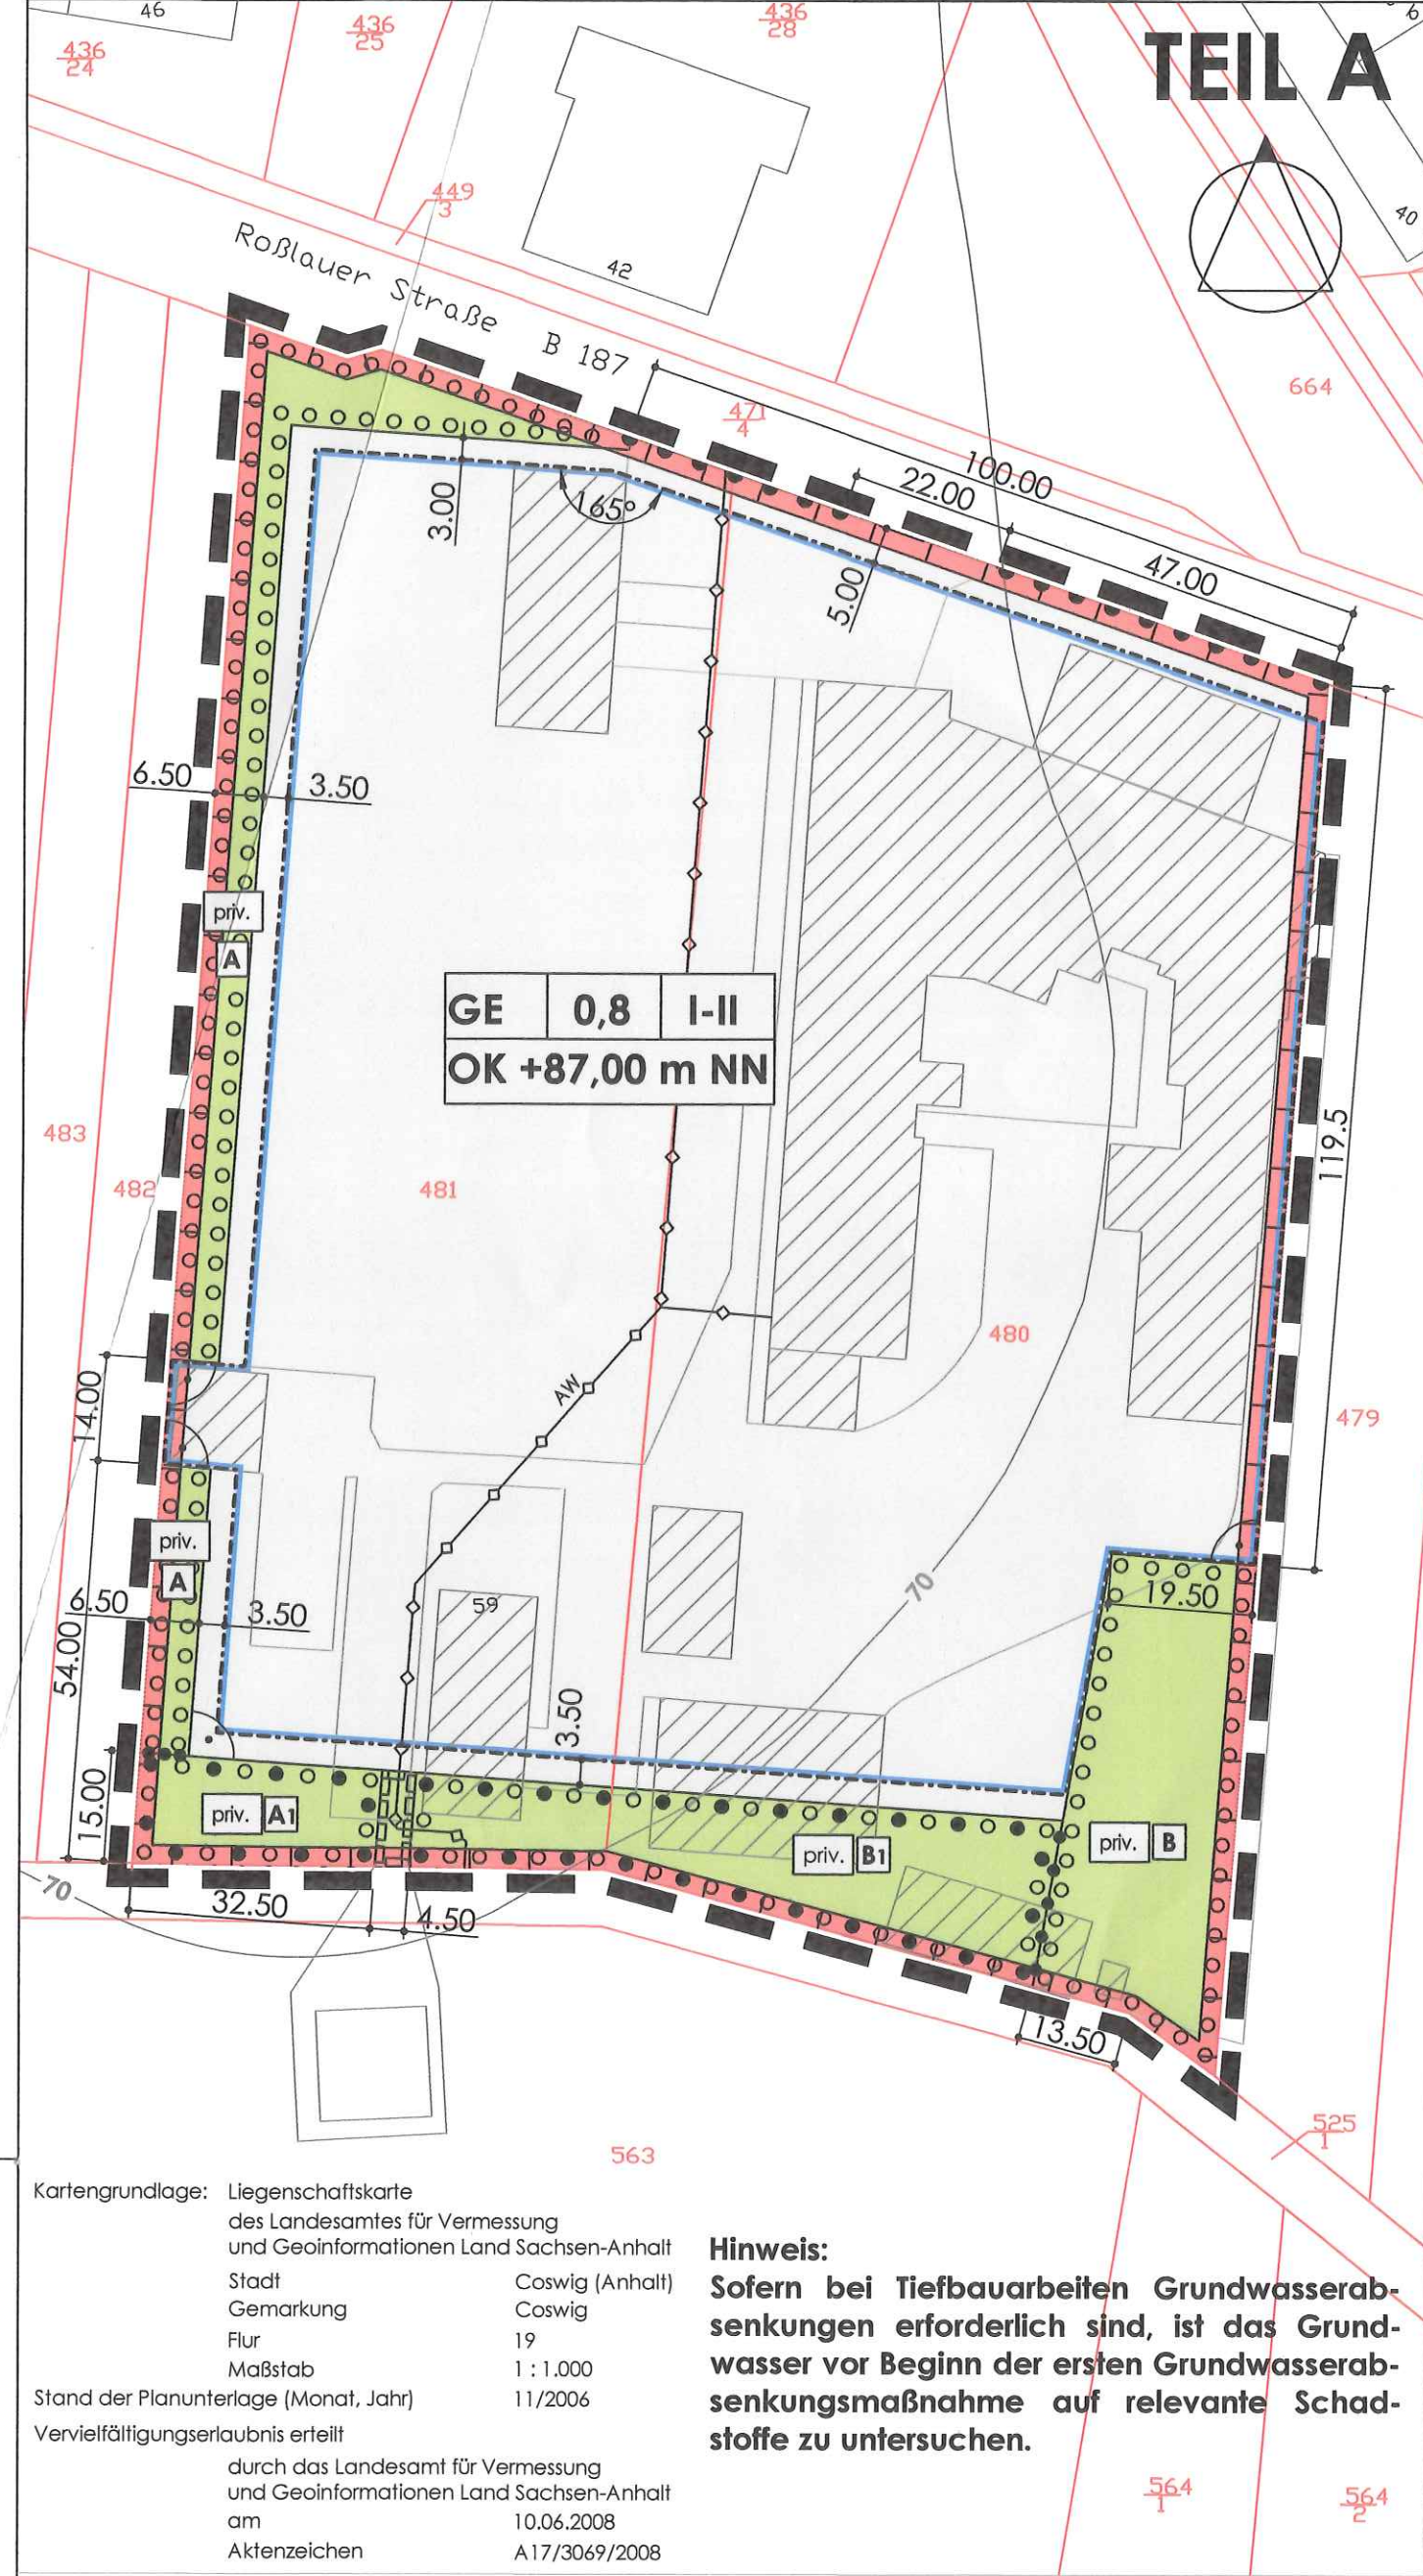 46
436
24
436
25
436
28
TEIL A
40
449
3
Roßlauer Straße B 187
42
664
471
4
100.00
22.00
47.00
165°
3.00
5.00
6.50
3.50
priv.
A
GE 0,8 I-II
OK +87,00 m NN
119.5
483
482
481
480
479
14.00
AW
priv.
A
6.50
3.50
54.00
59
70
19.50
3.50
15.00
priv. A1
priv. B1
priv. B
70
32.50
4.50
13.50
525
1
563
Kartengrundlage: Liegenschaftskarte
des Landesamtes für Vermessung
und Geoinformationen Land Sachsen-Anhalt
Stadt Coswig (Anhalt)
Gemarkung Coswig
Flur 19
Maßstab 1 : 1.000
Stand der Planunterlage (Monat, Jahr) 11/2006
Vervielfältigungserlaubnis erteilt
durch das Landesamt für Vermessung
und Geoinformationen Land Sachsen-Anhalt
am 10.06.2008
Aktenzeichen A17/3069/2008
Hinweis:
Sofern bei Tiefbauarbeiten Grundwasserab-
senkungen erforderlich sind, ist das Grund-
wasser vor Beginn der ersten Grundwasserab-
senkungsmaßnahme auf relevante Schad-
stoffe zu untersuchen.
564
1
564
2